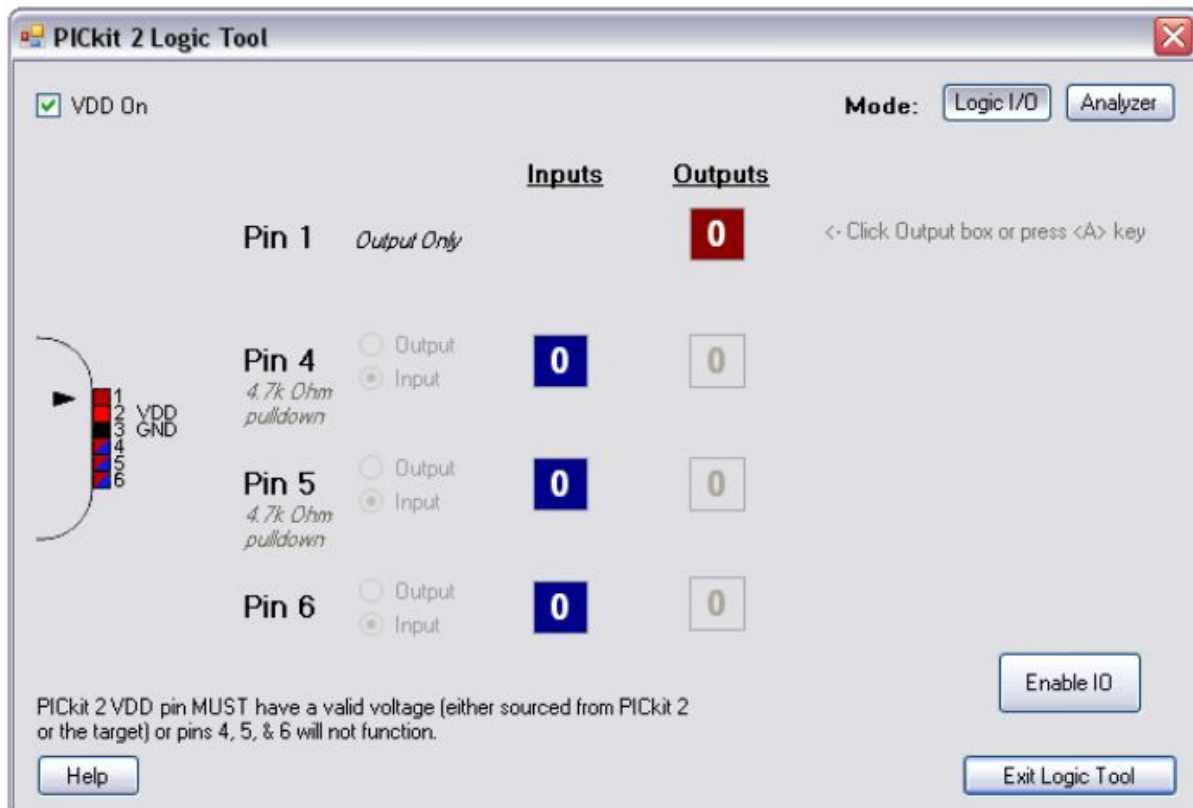 PICkit 2 Logic Tool
VDD On
Mode:
Logic I/O
Analyzer
Inputs
Outputs
Pin 1
Output Only
0
<- Click Output box or press <A> key
Pin 4
4.7k Ohm
pulldown
Output
Input
0
0
1
2 VDD
3 GND
4
5
6
Pin 5
4.7k Ohm
pulldown
Output
Input
0
0
Pin 6
Output
Input
0
0
Enable IO
PICkit 2 VDD pin MUST have a valid voltage (either sourced from PICkit 2
or the target) or pins 4, 5, & 6 will not function.
Help
Exit Logic Tool